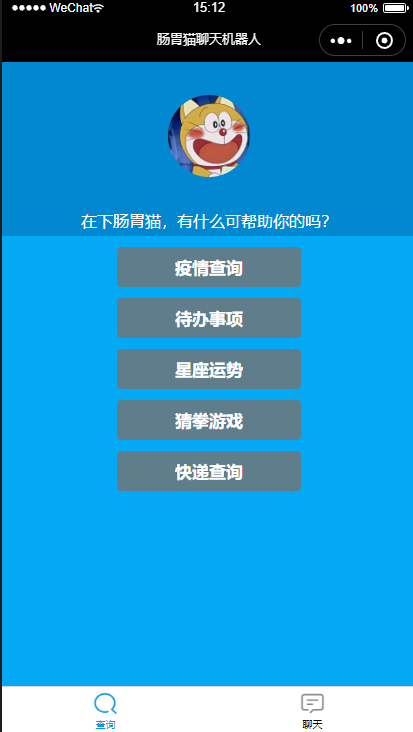 WeChat 15:12 100%
肠胃猫聊天机器人
在下肠胃猫，有什么可帮助你的吗?
疫情查询
待办事项
星座运势
猜拳游戏
快递查询
查询 聊天